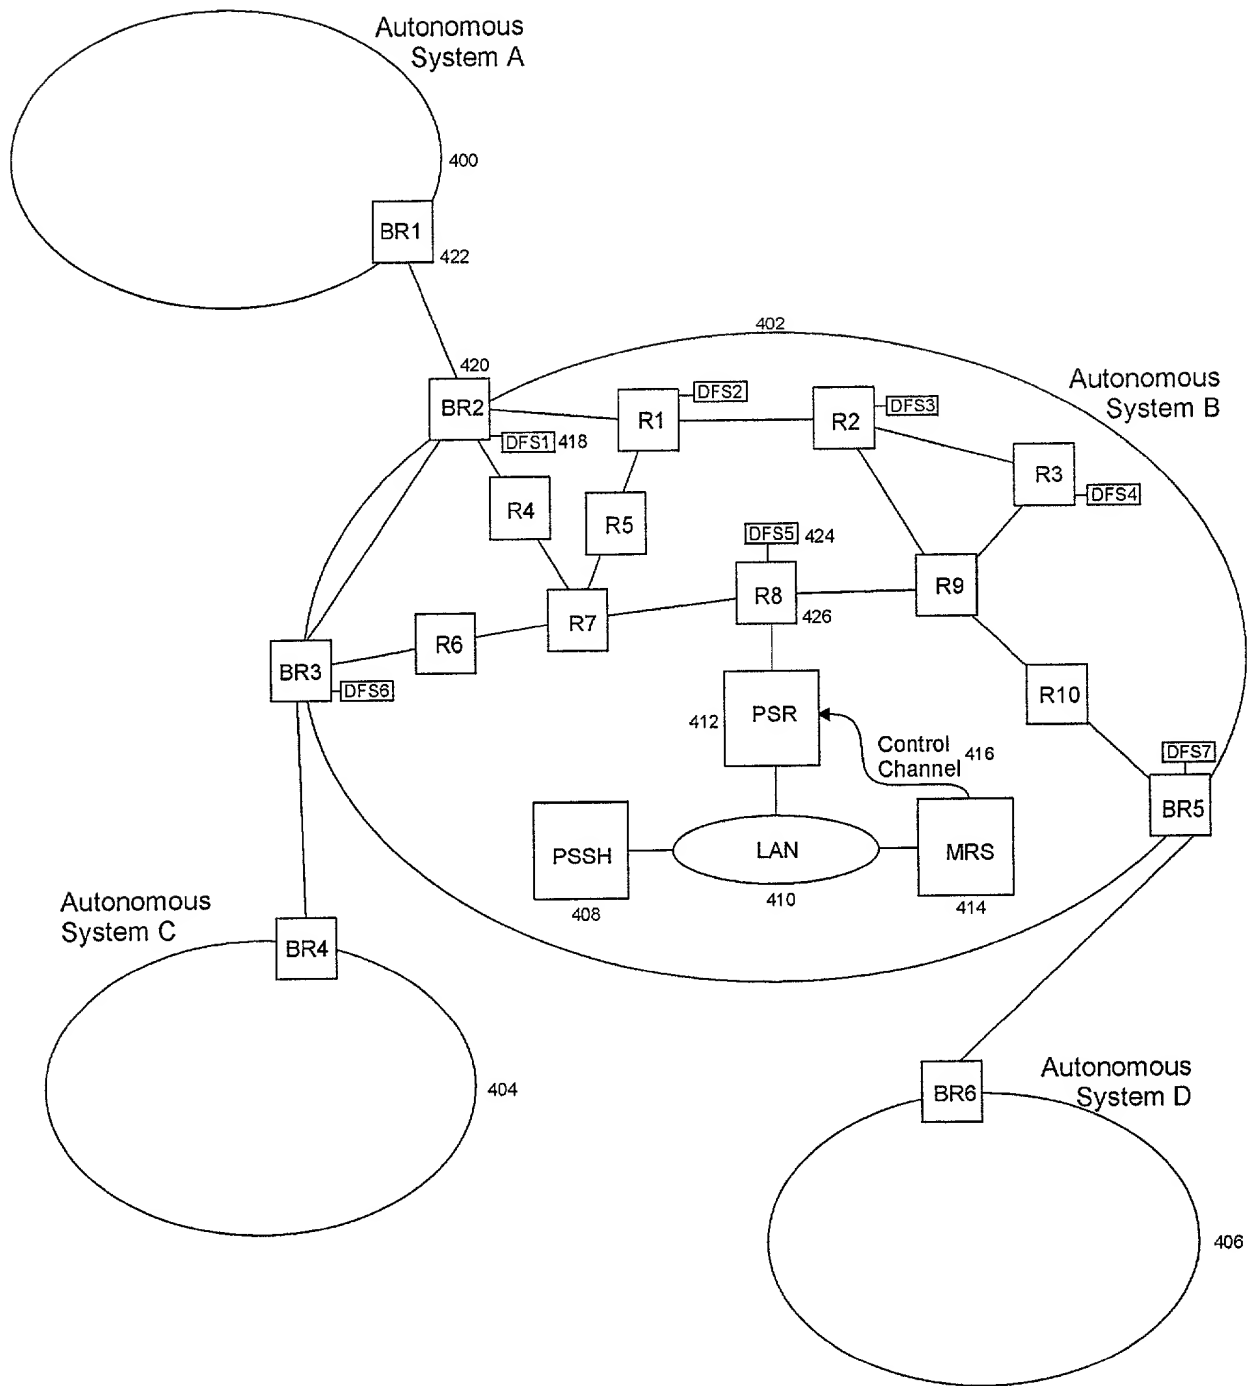 Autonomous
System A
400
BR1
422
402
420
Autonomous
System B
BR2
DFS1 418
R1
DFS2
R2
DFS3
R3
DFS4
R4
R5
DFS5 424
R8
426
R9
R7
R6
BR3
DFS6
R10
412
PSR
Control
Channel 416
DFS7
BR5
PSSH
408
LAN
410
MRS
414
Autonomous
System C
BR4
404
Autonomous
System D
BR6
406